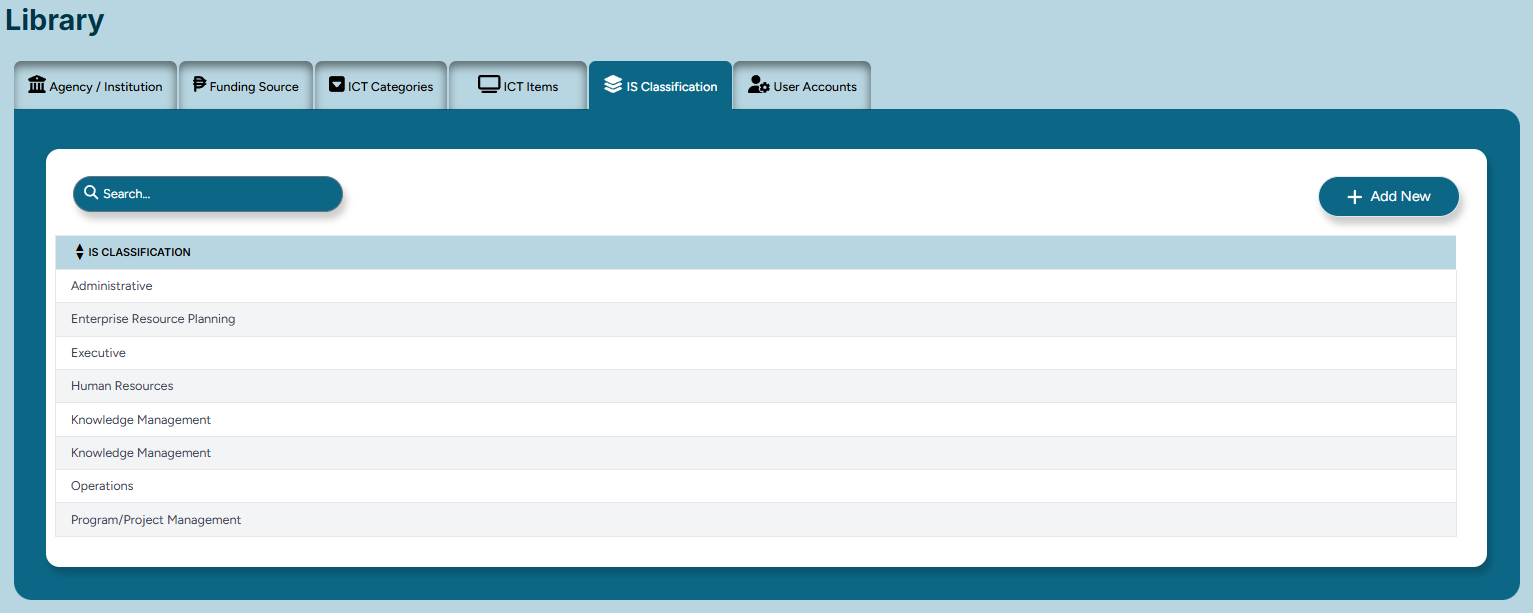 Library
Agency / Institution
Funding Source
ICT Categories
ICT Items
IS Classification
User Accounts
Search...
Add New
IS CLASSIFICATION
Administrative
Enterprise Resource Planning
Executive
Human Resources
Knowledge Management
Knowledge Management
Operations
Program/Project Management